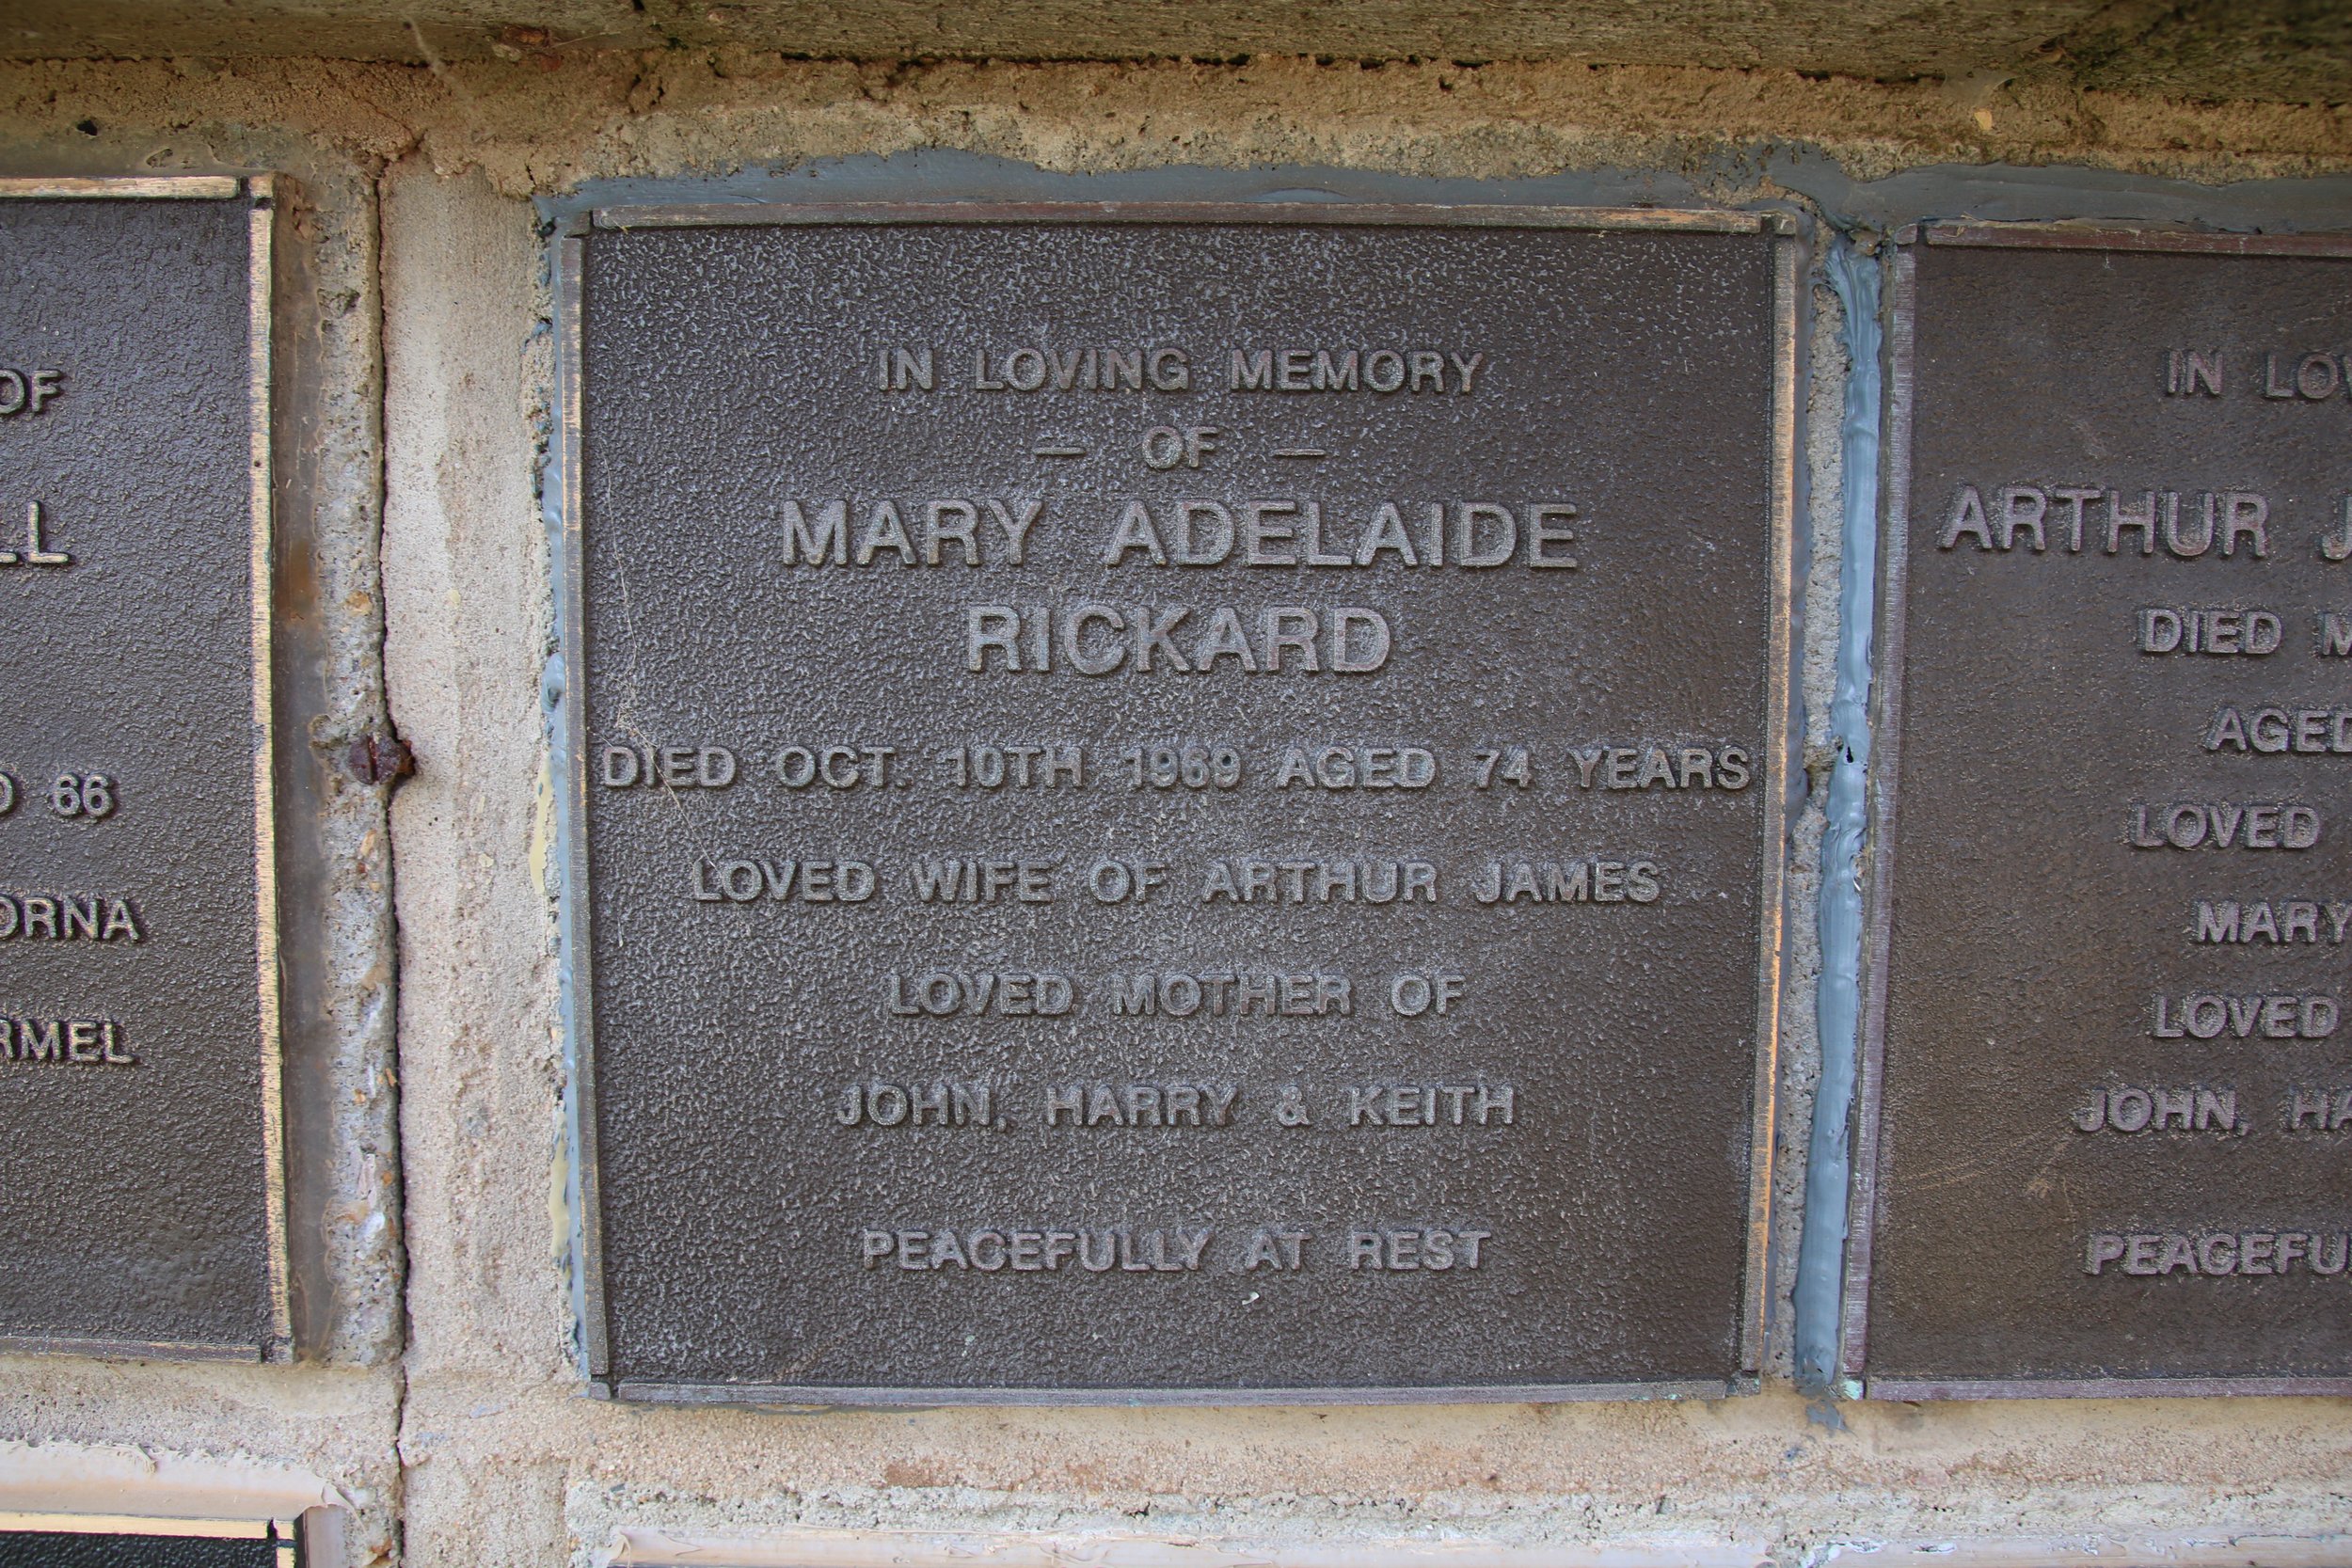 IN LOVING MEMORY
— OF —
MARY ADELAIDE
RICKARD
DIED OCT. 10TH 1969 AGED 74 YEARS
LOVED WIFE OF ARTHUR JAMES
LOVED MOTHER OF
JOHN, HARRY & KEITH
PEACEFULLY AT REST
OF
66
IN
ARTHUR
DIED
AGED
LOVED
MARY
LOVED
JOHN,